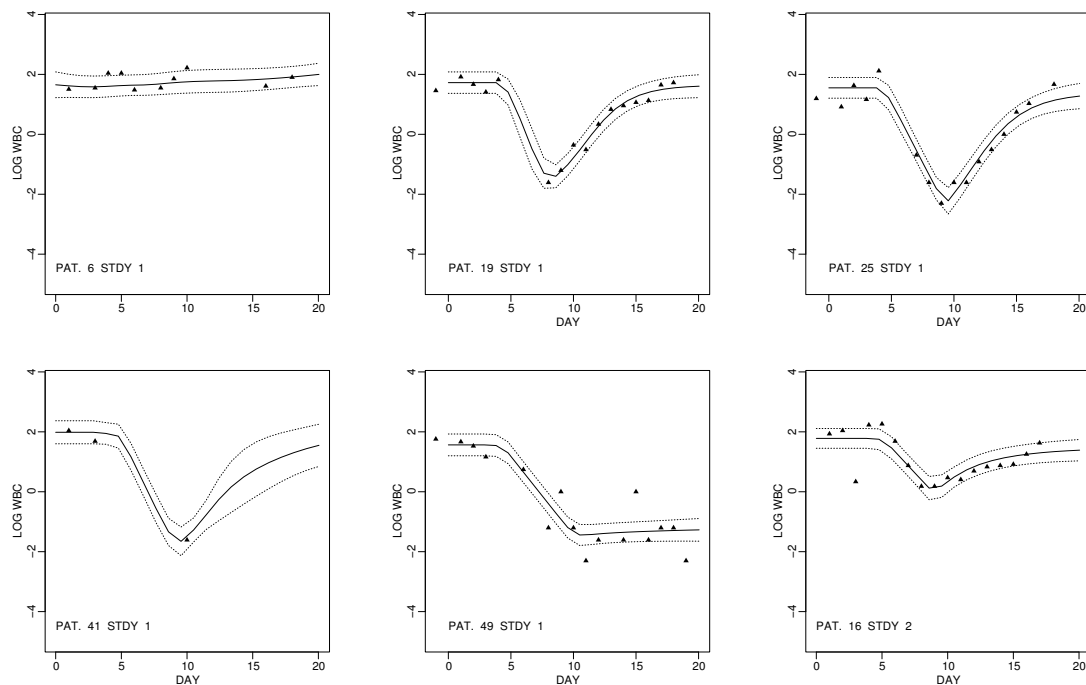 4
2
0
-2
-4
LOG WBC
PAT. 6 STDY 1
0 5 10 15 20
4
2
0
-2
-4
LOG WBC
PAT. 19 STDY 1
0 5 10 15 20
DAY
4
2
0
-2
-4
LOG WBC
PAT. 25 STDY 1
0 5 10 15 20
DAY
4
2
0
-2
-4
LOG WBC
PAT. 41 STDY 1
0 5 10 15 20
DAY
4
2
0
-2
-4
LOG WBC
PAT. 49 STDY 1
0 5 10 15 20
DAY
4
2
0
-2
-4
LOG WBC
PAT. 16 STDY 2
0 5 10 15 20
DAY